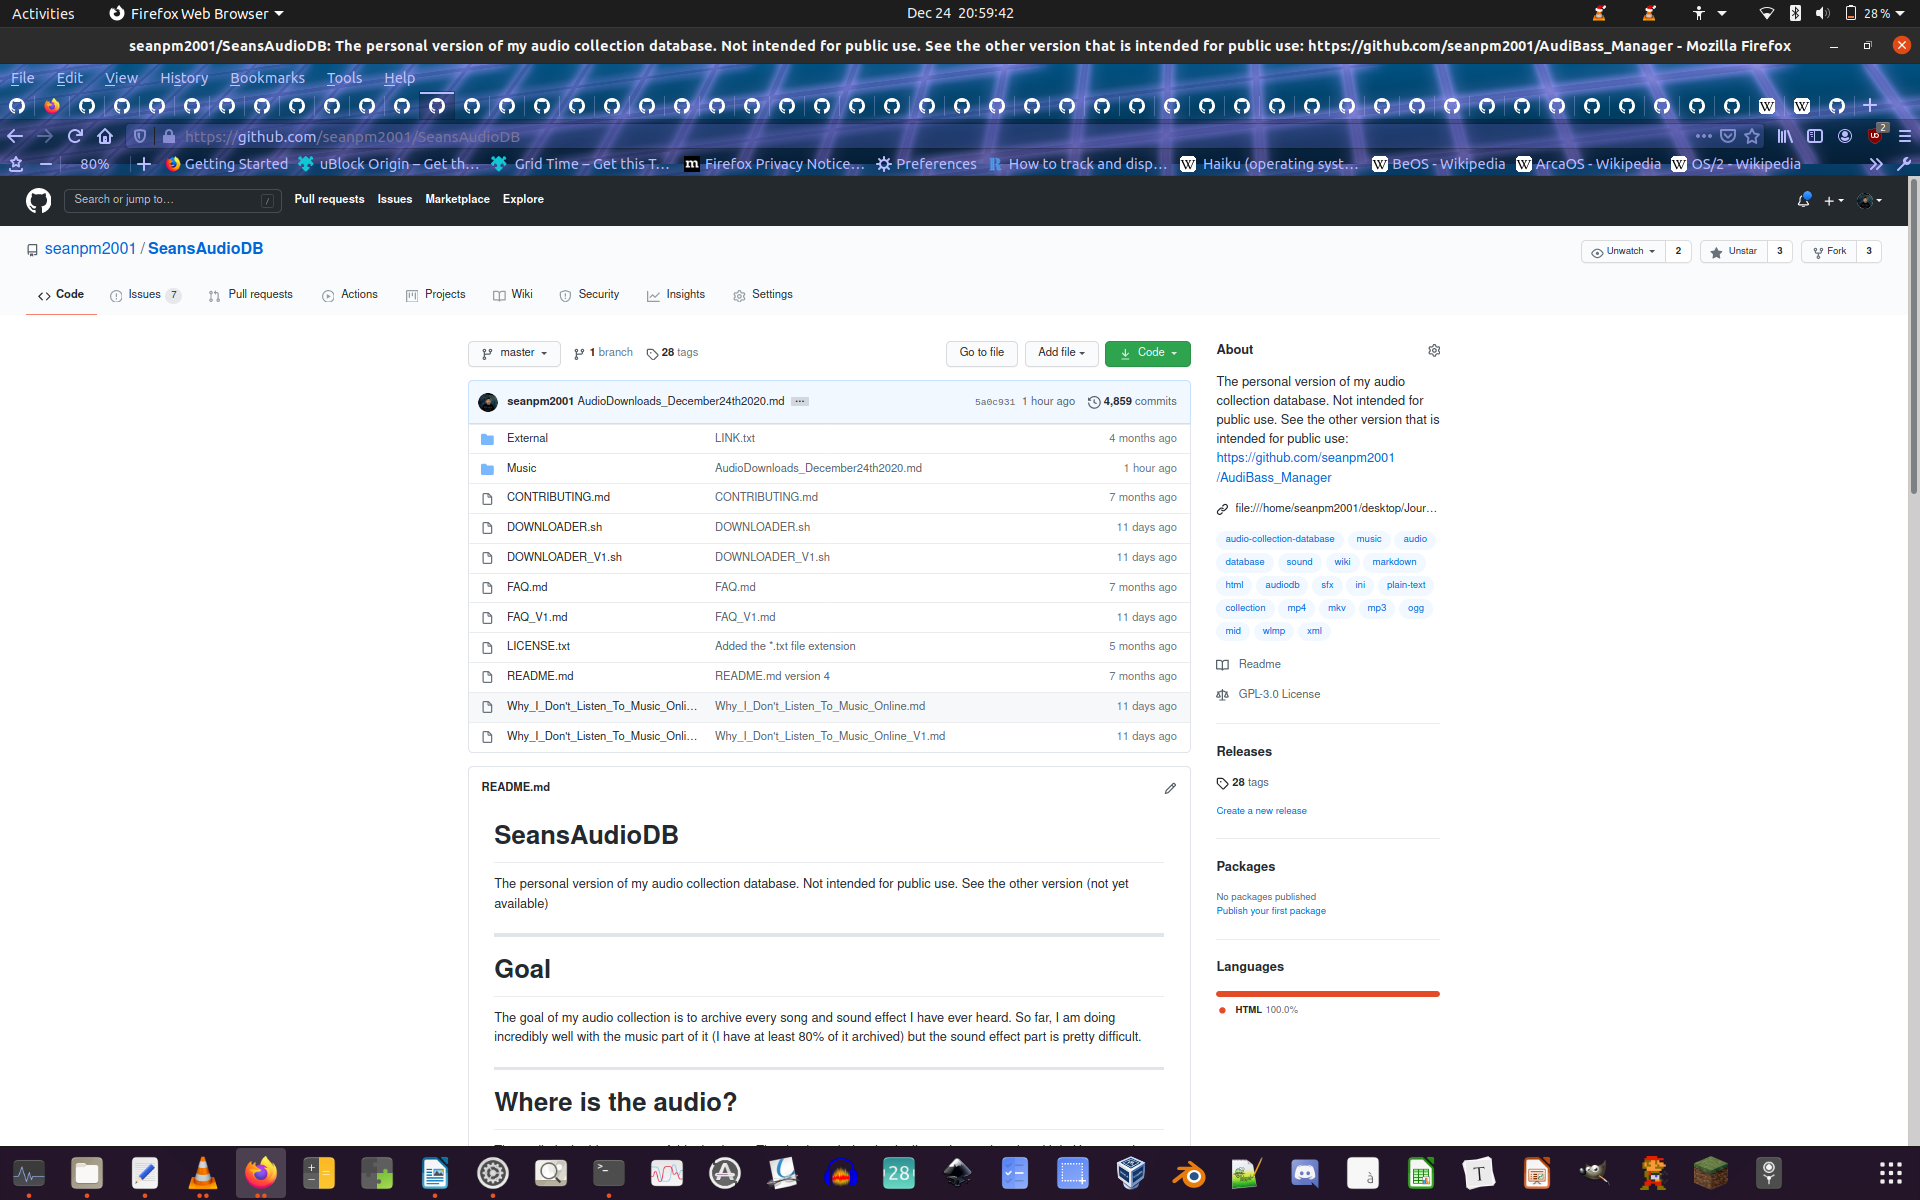 Activities
Firefox Web Browser
Dec 24 20:59:42
28 %
seanpm2001/SeansAudioDB: The personal version of my audio collection database. Not intended for public use. See the other version that is intended for public use: https://github.com/seanpm2001/AudiBass_Manager - Mozilla Firefox
File Edit View History Bookmarks Tools Help
https://github.com/seanpm2001/SeansAudioDB
2
80%
Getting Started
uBlock Origin – Get th…
Grid Time – Get this T…
Firefox Privacy Notice…
Preferences
How to track and disp…
Haiku (operating syst…
BeOS - Wikipedia
ArcaOS - Wikipedia
OS/2 - Wikipedia
Search or jump to…
/
Pull requests Issues Marketplace Explore
seanpm2001 / SeansAudioDB
Unwatch 2
Unstar 3
Fork 3
Code
Issues 7
Pull requests
Actions
Projects
Wiki
Security
Insights
Settings
master
1 branch
28 tags
Go to file
Add file
Code
seanpm2001 AudioDownloads_December24th2020.md
5a0c931 1 hour ago
4,859 commits
External LINK.txt 4 months ago
Music AudioDownloads_December24th2020.md 1 hour ago
CONTRIBUTING.md CONTRIBUTING.md 7 months ago
DOWNLOADER.sh DOWNLOADER.sh 11 days ago
DOWNLOADER_V1.sh DOWNLOADER_V1.sh 11 days ago
FAQ.md FAQ.md 7 months ago
FAQ_V1.md FAQ_V1.md 11 days ago
LICENSE.txt Added the *.txt file extension 5 months ago
README.md README.md version 4 7 months ago
Why_I_Don't_Listen_To_Music_Onli… Why_I_Don't_Listen_To_Music_Online.md 11 days ago
Why_I_Don't_Listen_To_Music_Onli… Why_I_Don't_Listen_To_Music_Online_V1.md 11 days ago
README.md
SeansAudioDB
The personal version of my audio collection database. Not intended for public use. See the other version (not yet
available)
Goal
The goal of my audio collection is to archive every song and sound effect I have ever heard. So far, I am doing
incredibly well with the music part of it (I have at least 80% of it archived) but the sound effect part is pretty difficult.
Where is the audio?
About
The personal version of my audio
collection database. Not intended for
public use. See the other version that is
intended for public use:
https://github.com/seanpm2001
/AudiBass_Manager
file:///home/seanpm2001/desktop/Jour…
audio-collection-database music audio
database sound wiki markdown
html audiodb sfx ini plain-text
collection mp4 mkv mp3 ogg
mid wlmp xml
Readme
GPL-3.0 License
Releases
28 tags
Create a new release
Packages
No packages published
Publish your first package
Languages
HTML 100.0%
28